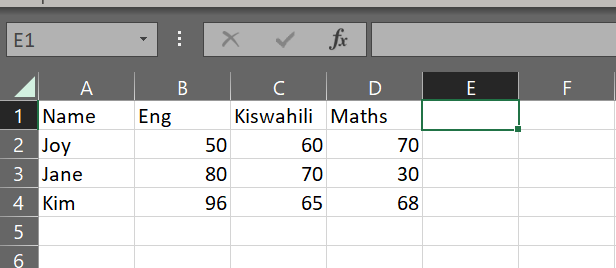 E1 fx
A B C D E F
1 Name Eng Kiswahili Maths
2 Joy 50 60 70
3 Jane 80 70 30
4 Kim 96 65 68
5
6